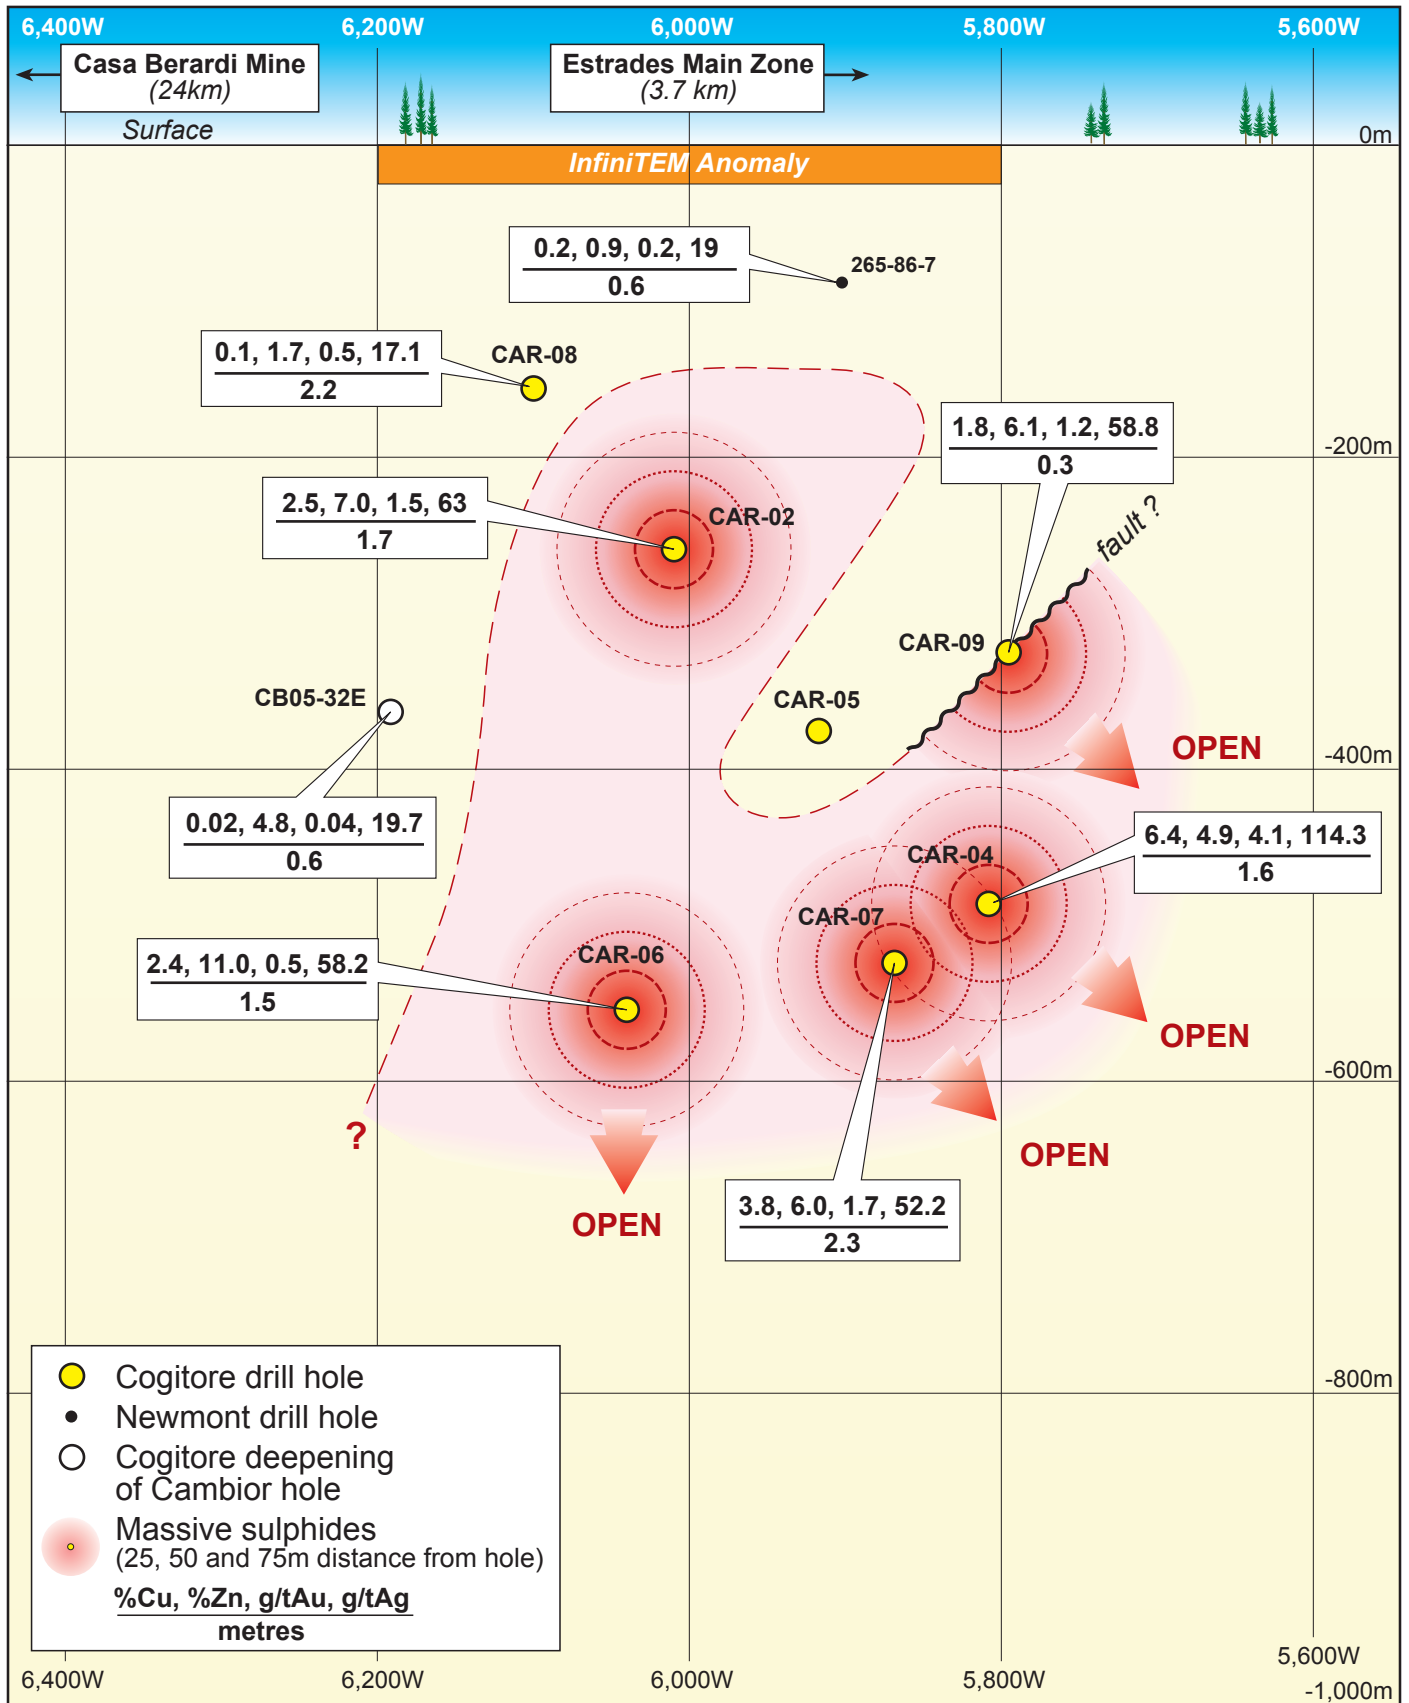 6,400W
6,200W
6,000W
5,800W
5,600W
Casa Berardi Mine
(24km)
Estrades Main Zone
(3.7 km)
Surface
0m
InfiniTEM Anomaly
0.2, 0.9, 0.2, 19
0.6
265-86-7
0.1, 1.7, 0.5, 17.1
2.2
CAR-08
1.8, 6.1, 1.2, 58.8
0.3
-200m
2.5, 7.0, 1.5, 63
1.7
CAR-02
fault ?
CAR-09
CB05-32E
CAR-05
OPEN
-400m
0.02, 4.8, 0.04, 19.7
0.6
6.4, 4.9, 4.1, 114.3
1.6
CAR-04
CAR-07
CAR-06
2.4, 11.0, 0.5, 58.2
1.5
OPEN
-600m
?
OPEN
3.8, 6.0, 1.7, 52.2
2.3
OPEN
Cogitore drill hole
-800m
Newmont drill hole
Cogitore deepening
of Cambior hole
Massive sulphides
(25, 50 and 75m distance from hole)
%Cu, %Zn, g/tAu, g/tAg
metres
6,400W
6,200W
6,000W
5,800W
5,600W
-1,000m